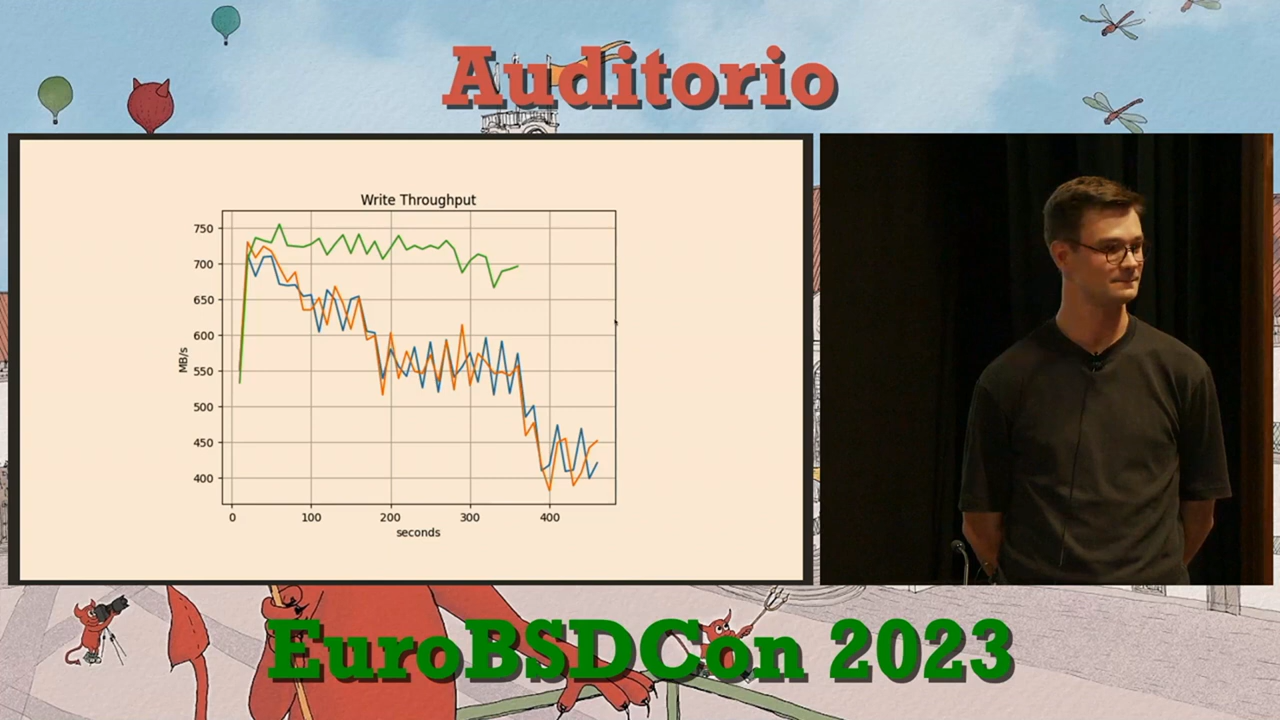 Auditorio
Write Throughput
750
700
650
600
550
500
450
400
MB/s
0 100 200 300 400
seconds
EuroBSDCon 2023